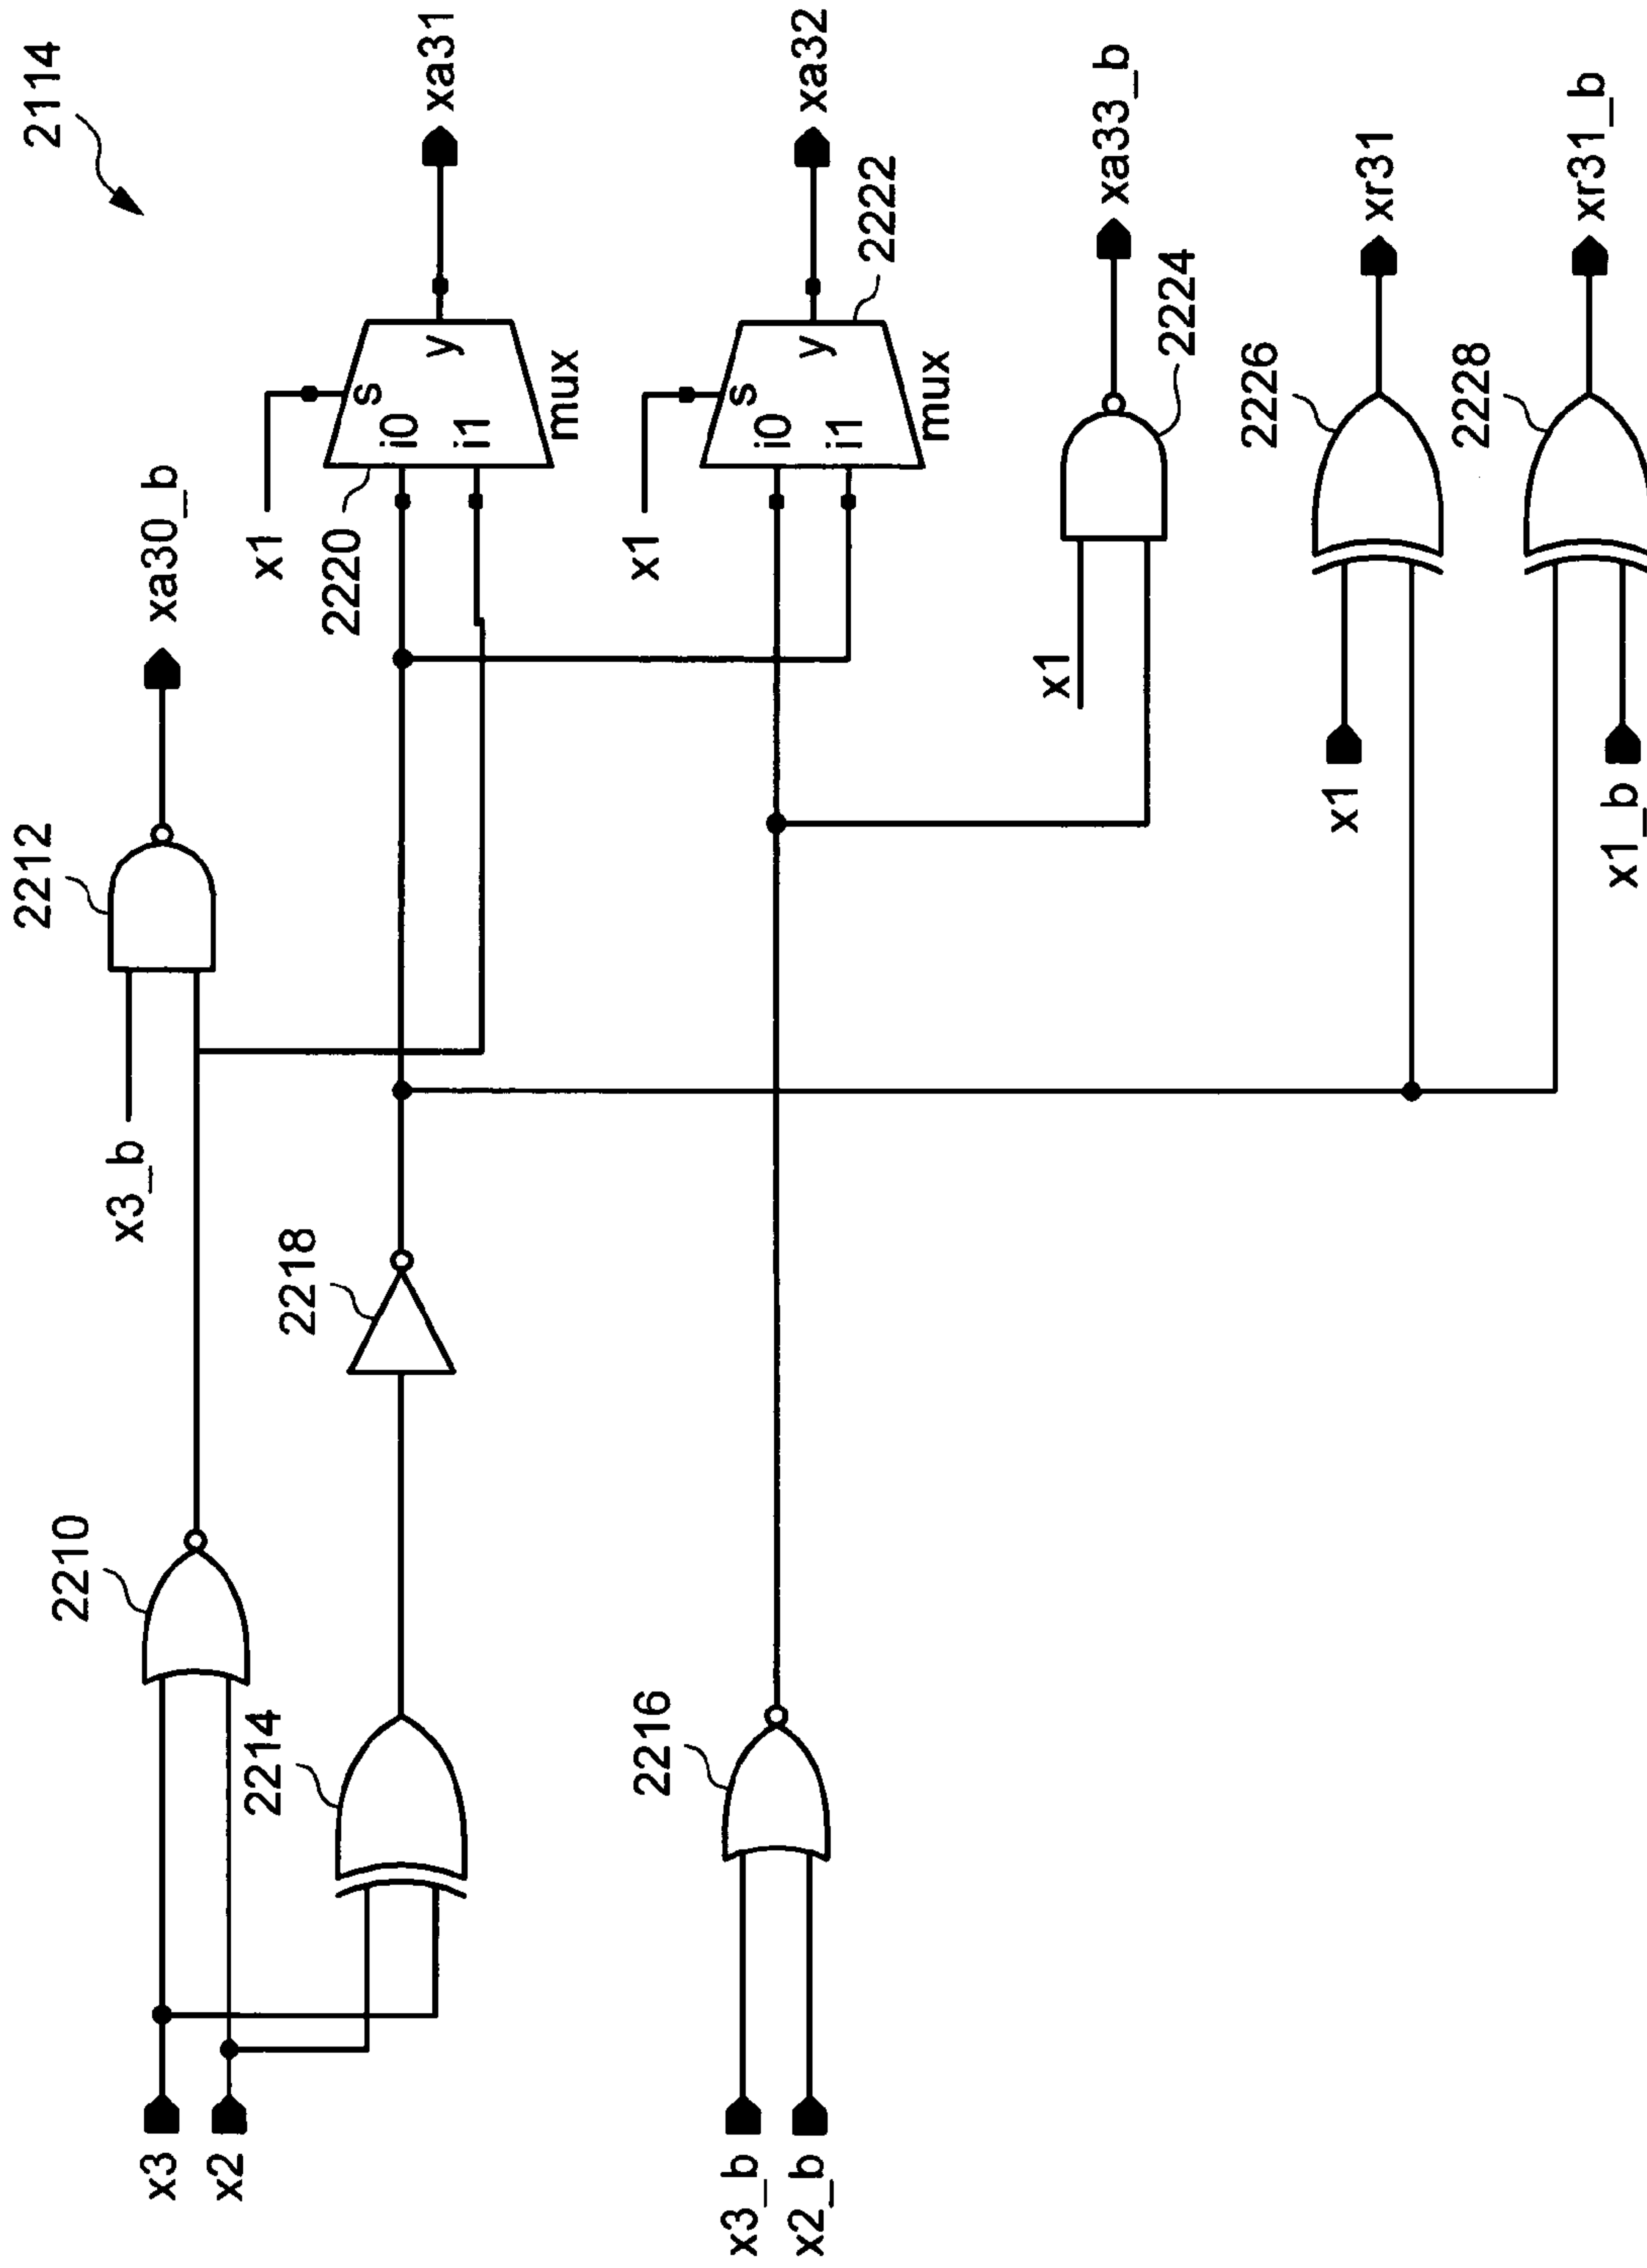 2114
x3
x2
2210
2214
x3_b
2212
xa30_b
2218
x1
2220
s
i0
i1
y
mux
xa31
x3_b
x2_b
2216
x1
s
i0
i1
y
mux
2222
xa32
x1
2224
xa33_b
x1
2226
xr31
x1_b
2228
xr31_b